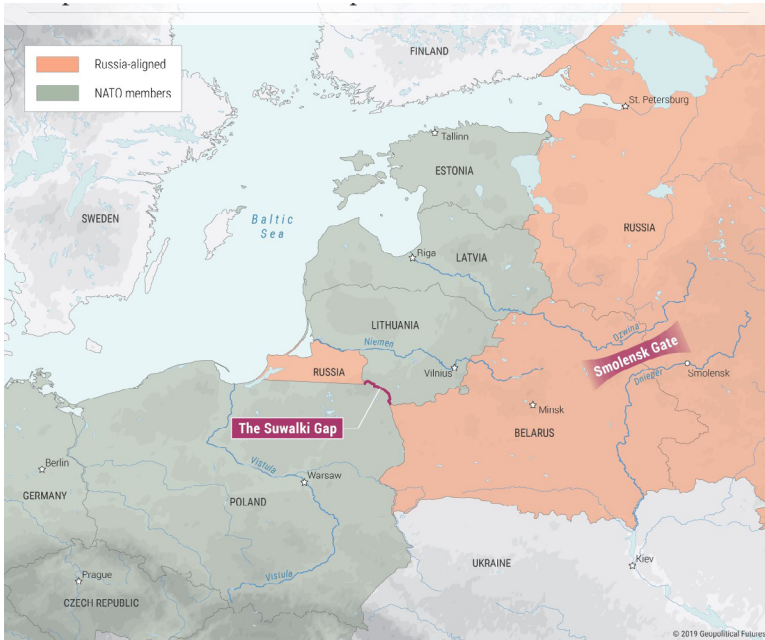 Russia-aligned
NATO members
FINLAND
St. Petersburg
Tallinn
ESTONIA
SWEDEN
Baltic
Sea
RUSSIA
Riga
LATVIA
LITHUANIA
Dzwina
Niemen
Smolensk Gate
RUSSIA
Vilnius
Smolensk
Dnieper
Minsk
The Suwalki Gap
BELARUS
Berlin
Vistula
Warsaw
GERMANY
POLAND
UKRAINE
Kiev
Prague
Vistula
CZECH REPUBLIC
© 2019 Geopolitical Futures